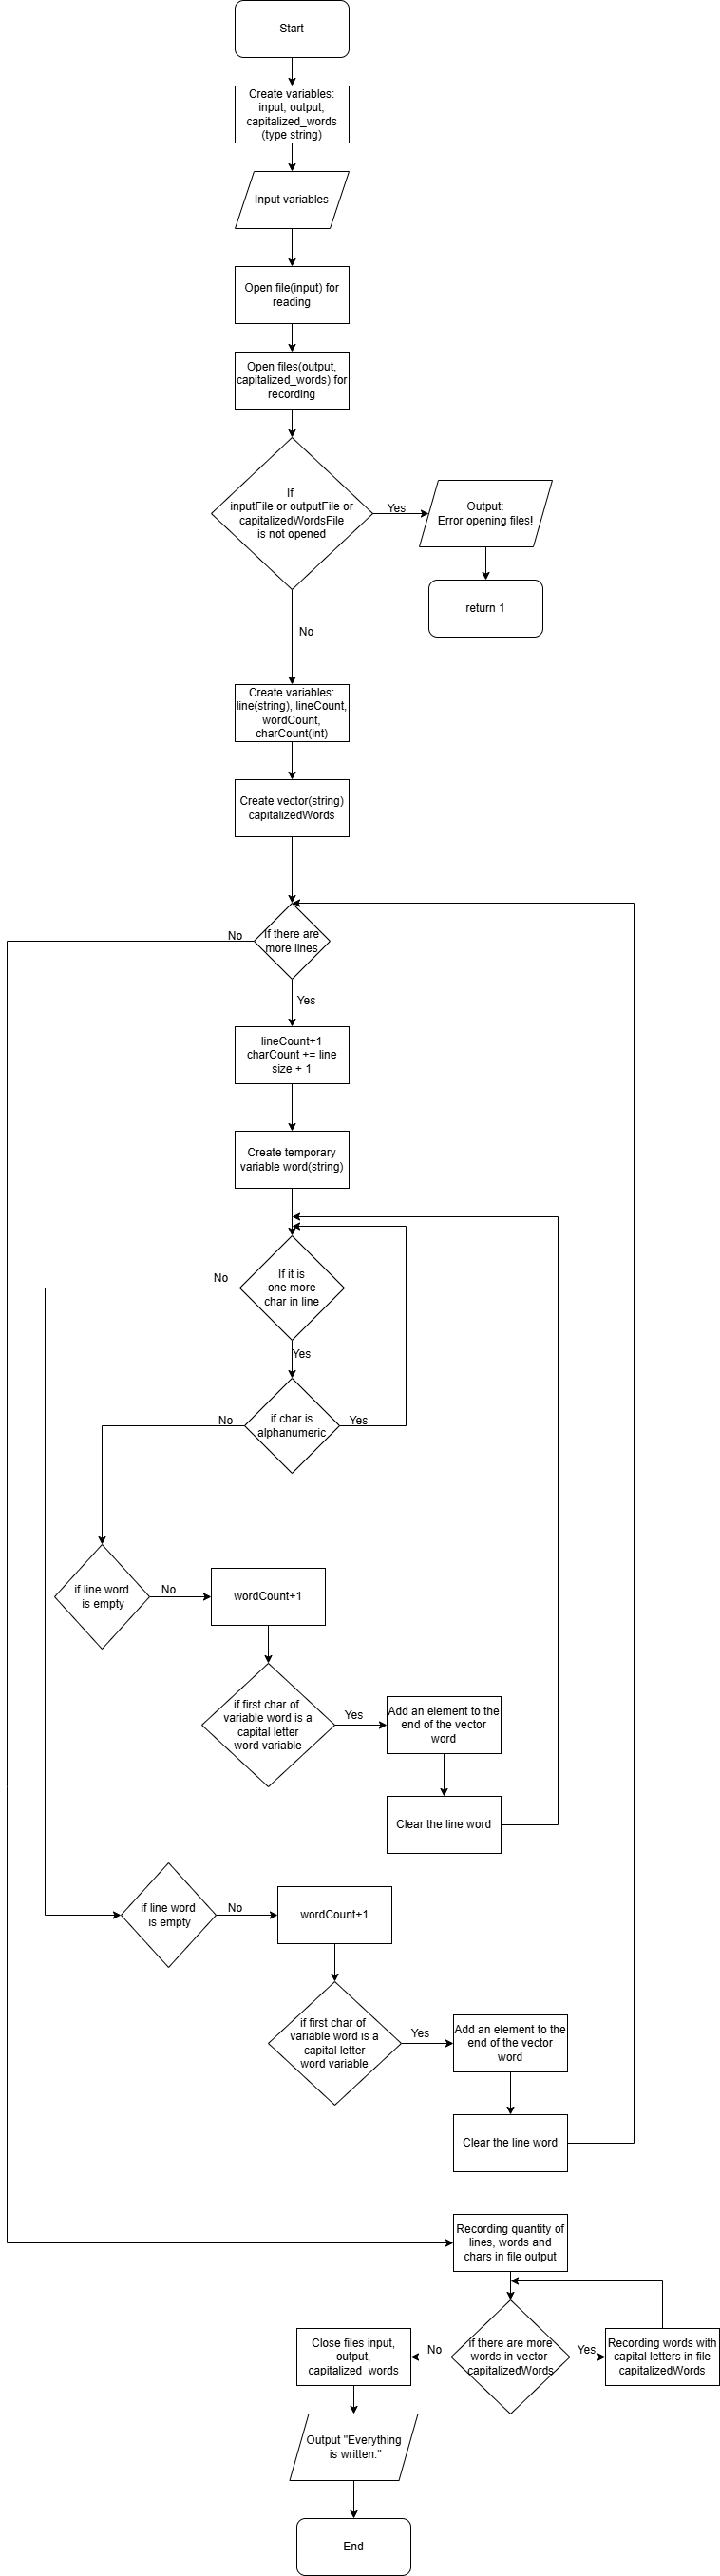 Start
Create variables:
input, output,
capitalized_words
(type string)
Input variables
Open file(input) for
reading
Open files(output,
capitalized_words) for
recording
If
inputFile or outputFile or
capitalizedWordsFile
is not opened
Yes
Output:
Error opening files!
return 1
No
Create variables:
line(string), lineCount,
wordCount,
charCount(int)
Create vector(string)
capitalizedWords
No
If there are
more lines
Yes
lineCount+1
charCount += line
size + 1
Create temporary
variable word(string)
No
If it is
one more
char in line
Yes
No
if char is
alphanumeric
Yes
if line word
is empty
No
wordCount+1
if first char of
variable word is a
capital letter
word variable
Yes
Add an element to the
end of the vector
word
Clear the line word
if line word
is empty
No
wordCount+1
if first char of
variable word is a
capital letter
word variable
Yes
Add an element to the
end of the vector
word
Clear the line word
Recording quantity of
lines, words and
chars in file output
Close files input,
output,
capitalized_words
No
if there are more
words in vector
capitalizedWords
Yes
Recording words with
capital letters in file
capitalizedWords
Output "Everything
is written."
End